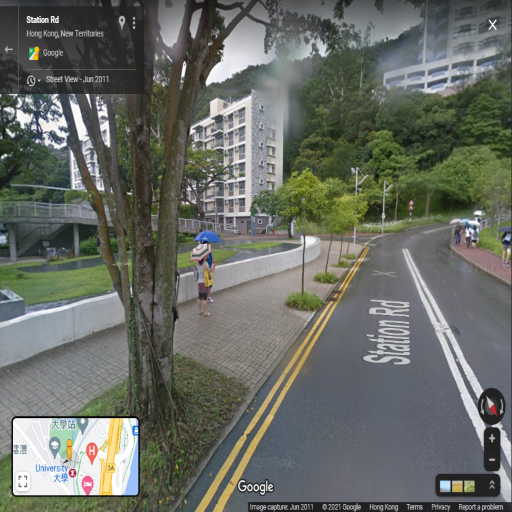 Station Rd
Hong Kong, New Territories
Google
Street View - Jun 2011
Station Rd
大學站
H
University
大學
3A
Google
Image capture: Jun 2011 © 2021 Google Hong Kong Terms Privacy Report a problem